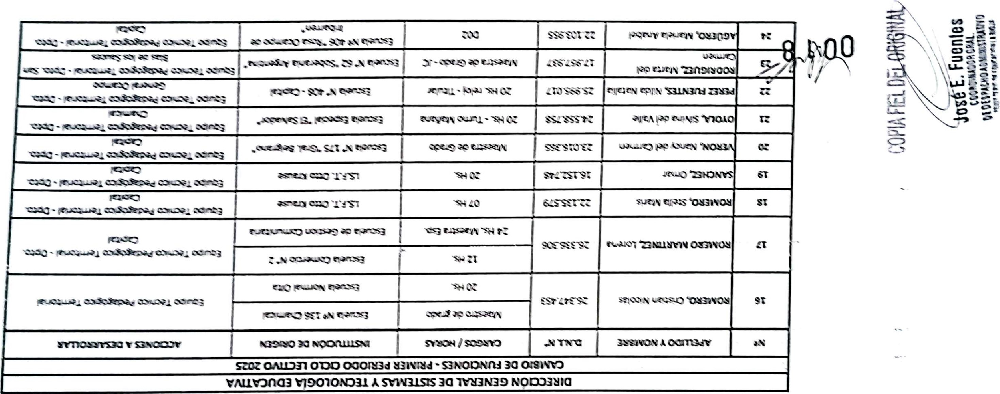 DIRECCIÓN GENERAL DE SISTEMAS Y TECNOLOGÍA EDUCATIVA
CAMBIO DE FUNCIONES - PRIMER PERIODO CICLO LECTIVO 2025
Nº APELLIDO Y NOMBRE D.N.I. N° CARGOS / HORAS INSTITUCIÓN DE ORIGEN ACCIONES A DESARROLLAR
16 ROMERO, Cristian Nicolás 26.347.453 Maestro de grado Escuela Nº 136 Chamical Equipo Técnico Pedagógico Territorial
20 Hs. Escuela Normal Olta
17 ROMERO MARTINEZ, Lorena 26.336.306 12 Hs. Escuela Comercio N° 2 Equipo Técnico Pedagógico Territorial - Dpto.
Capital
24 Hs. Maestra Esp. Escuela de Gestion Comunitaria
18 ROMERO, Stella Maris 22.135.579 07 Hs. I.S.F.T. Otto Krause Equipo Técnico Pedagógico Territorial - Dpto.
Capital
19 SANCHEZ, Omar 16.152.748 20 Hs. I.S.F.T. Otto Krause Equipo Técnico Pedagógico Territorial - Dpto.
Capital
20 VERON, Nancy del Carmen 23.016.365 Maestra de Grado Escuela N° 175 "Gral. Belgrano" Equipo Técnico Pedagógico Territorial - Dpto.
Capital
21 OYOLA, Silvina del Valle 24.558.758 20 Hs. - Turno Mañana Escuela Especial "El Salvador" Equipo Técnico Pedagógico Territorial - Dpto.
Chamical
22 PEREZ FUENTES, Nilda Natalia 25.995.017 20 Hs. reloj - Titular Escuela N° 408 - Capital Equipo Técnico Pedagógico Territorial - Dpto.
General Ocampo
23 RODRIGUEZ, Marta del
Carmen 17.957.937 Maestra de Grado - JC Escuela N° 62 "Soberania Argentina" Equipo Técnico Pedagógico Territorial - Dpto. San
Blas de los Sauces
24 AGÜERO, Mariela Anabel 22.103.955 D02 Escuela Nº 406 "Rosa Ocampo de
Iribarren" Equipo Técnico Pedagógico Territorial - Dpto.
Capital
COPIA FIEL DEL ORIGINAL
José E. Fuentes
COORDINADOR GRAL.
DE DESPACHO ADMINISTRATIVO